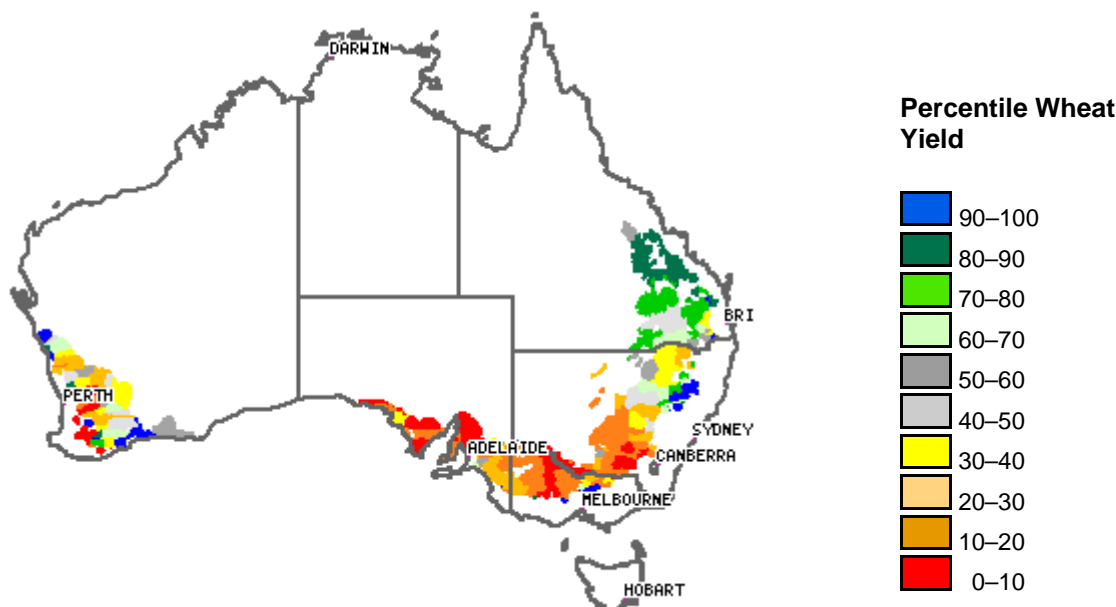 DARWIN
BRI
PERTH
SYDNEY
ADELAIDE
CANBERRA
MELBOURNE
HOBART
Percentile Wheat
Yield
90–100
80–90
70–80
60–70
50–60
40–50
30–40
20–30
10–20
0–10